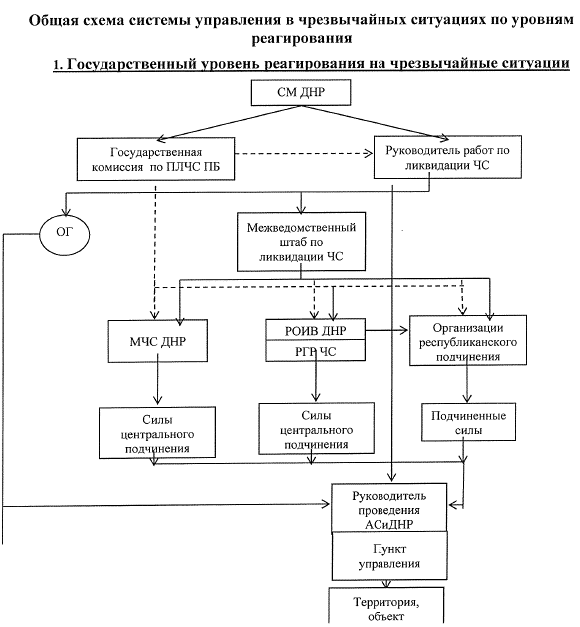 Общая схема системы управления в чрезвычайных ситуациях по уровням
реагирования
1. Государственный уровень реагирования на чрезвычайные ситуации
СМ ДНР
Государственная
комиссия по ПЛЧС ПБ
Руководитель работ по
ликвидации ЧС
ОГ
Межведомственный
штаб по
ликвидации ЧС
МЧС ДНР
РОИВ ДНР
РГР ЧС
Организации
республиканского
подчинения
Силы
центрального
подчинения
Силы
центрального
подчинения
Подчиненные
силы
Руководитель
проведения
АСиДНР
Пункт
управления
Территория,
объект